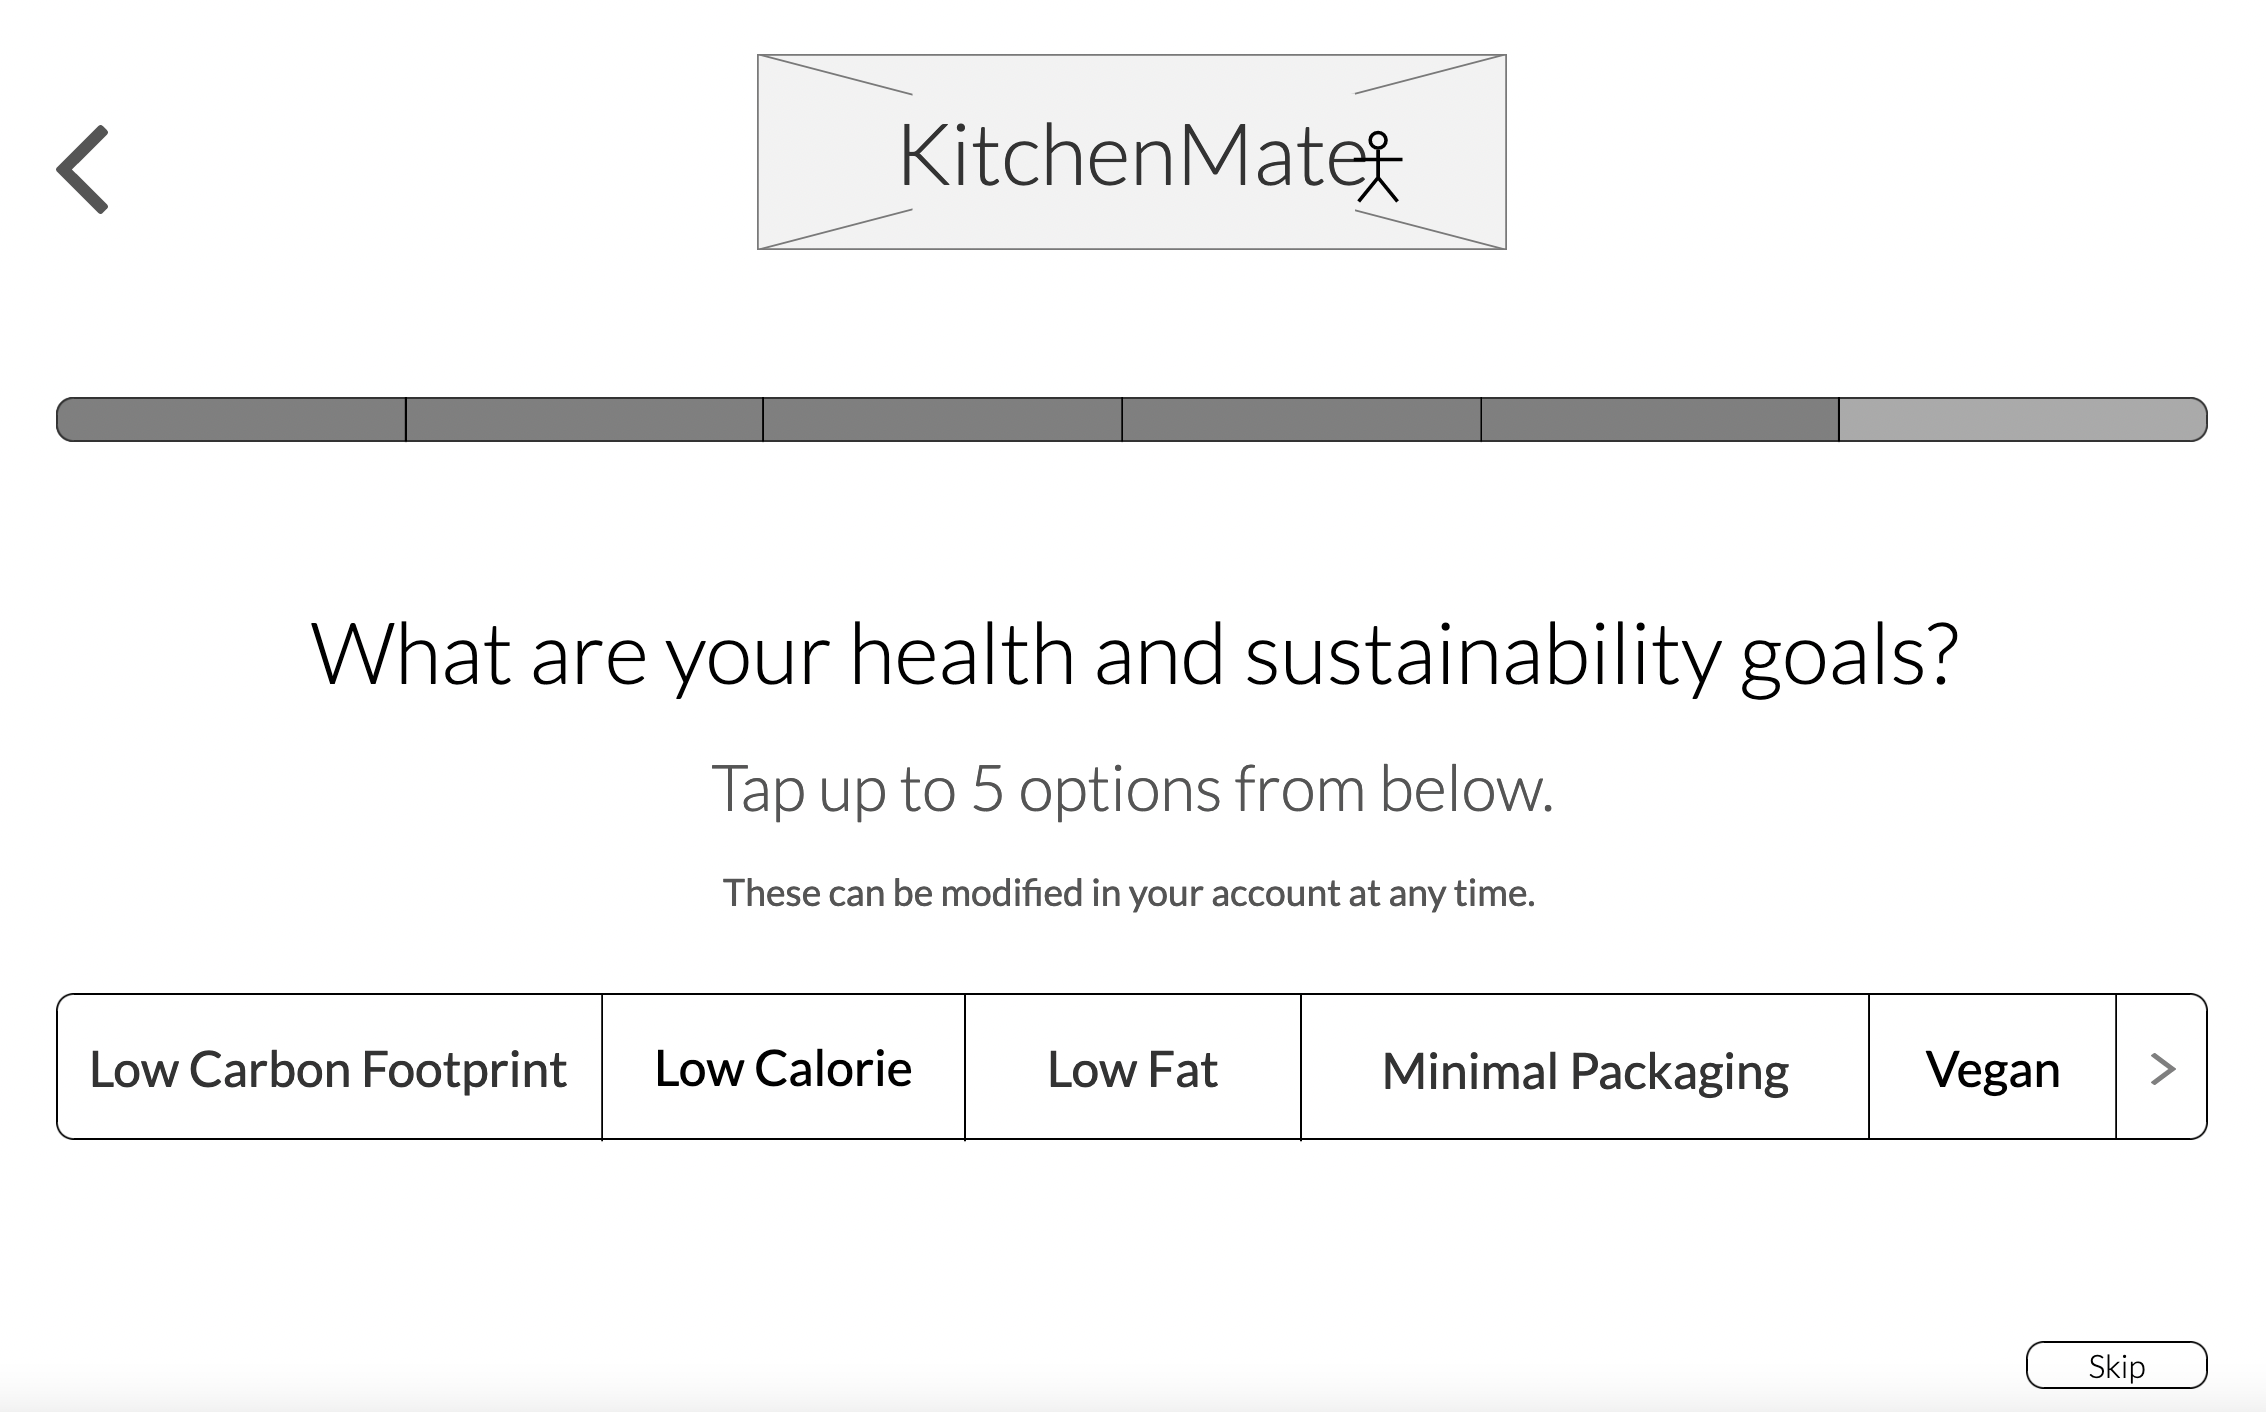 KitchenMate
What are your health and sustainability goals?
Tap up to 5 options from below.
These can be modified in your account at any time.
Low Carbon Footprint
Low Calorie
Low Fat
Minimal Packaging
Vegan
>
Skip